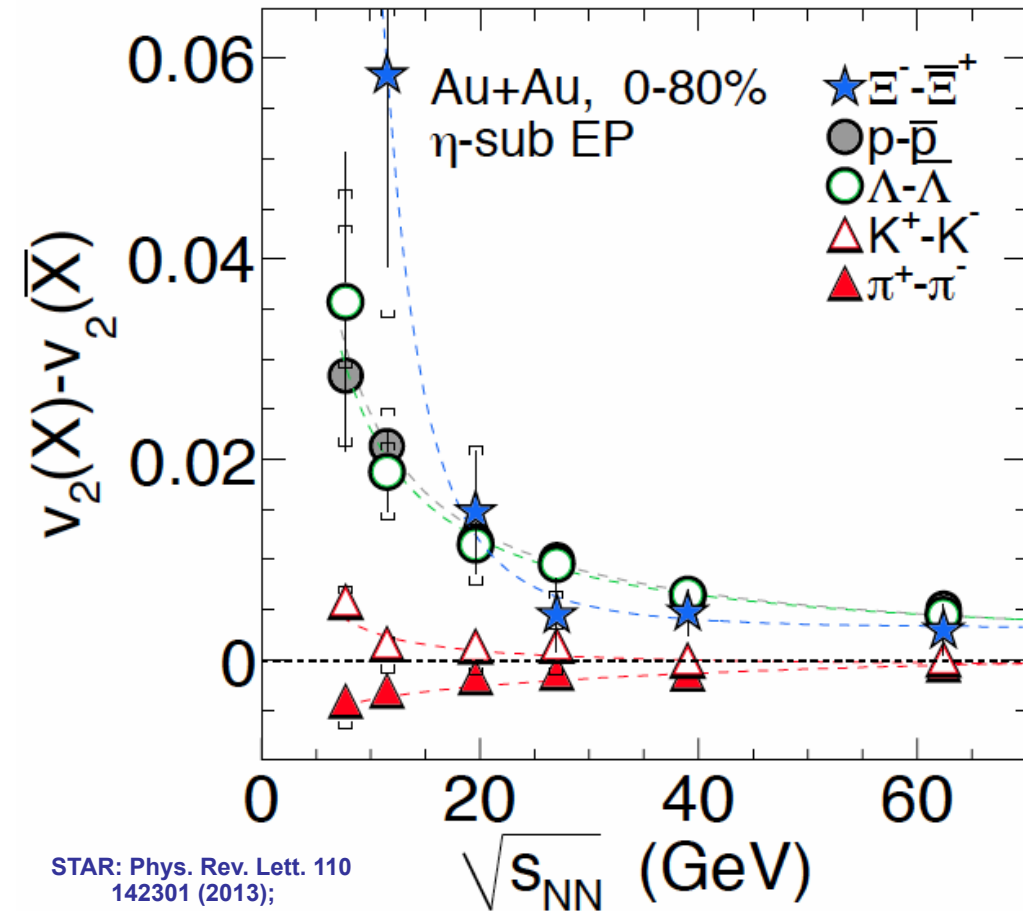 0.06
0.04
0.02
0
v₂(X)-v₂(X̅)
Au+Au, 0-80%
η-sub EP
Ξ⁻-Ξ̅⁺
p-p̅
Λ-Λ̅
K⁺-K⁻
π⁺-π⁻
0 20 40 60
√s_NN (GeV)
STAR: Phys. Rev. Lett. 110
142301 (2013);